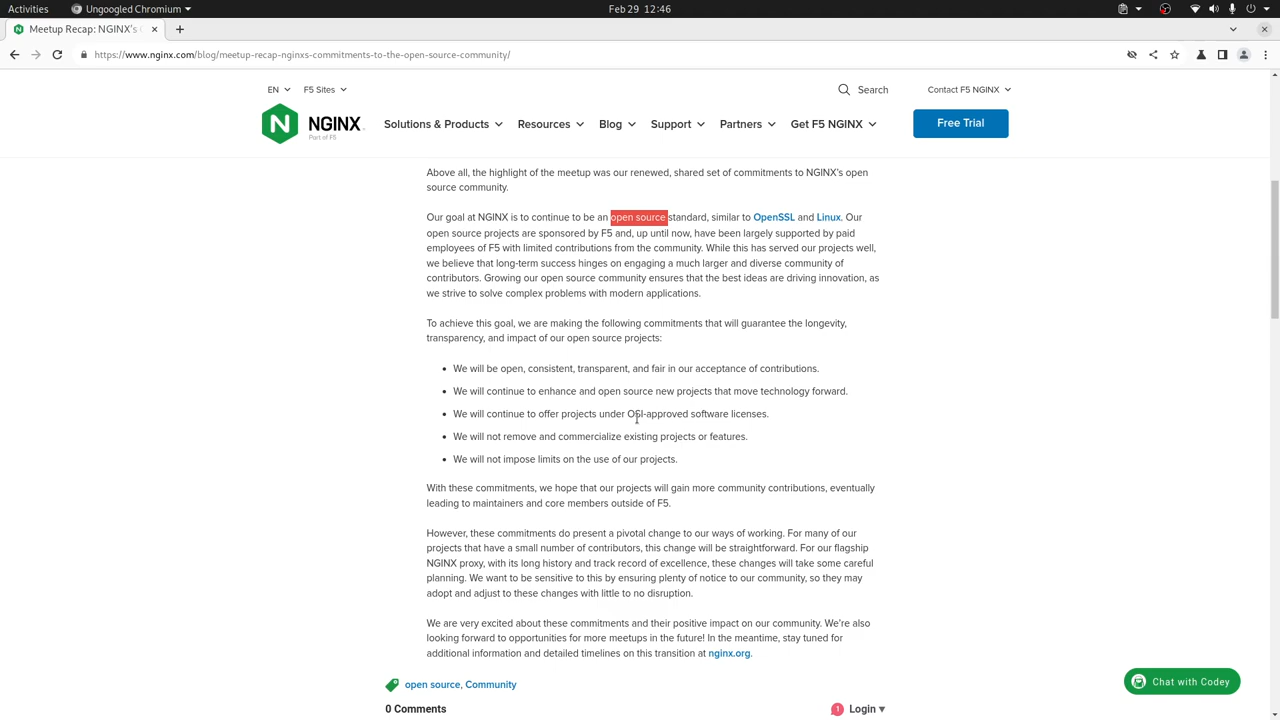 Activities
Ungoogled Chromium
Feb 29 12:46
Meetup Recap: NGINX's
https://www.nginx.com/blog/meetup-recap-nginxs-commitments-to-the-open-source-community/
EN
F5 Sites
Search
Contact F5 NGINX
NGINX
Part of F5
Solutions & Products
Resources
Blog
Support
Partners
Get F5 NGINX
Free Trial
Above all, the highlight of the meetup was our renewed, shared set of commitments to NGINX’s open
source community.
Our goal at NGINX is to continue to be an open source standard, similar to OpenSSL and Linux. Our
open source projects are sponsored by F5 and, up until now, have been largely supported by paid
employees of F5 with limited contributions from the community. While this has served our projects well,
we believe that long-term success hinges on engaging a much larger and diverse community of
contributors. Growing our open source community ensures that the best ideas are driving innovation, as
we strive to solve complex problems with modern applications.
To achieve this goal, we are making the following commitments that will guarantee the longevity,
transparency, and impact of our open source projects:
• We will be open, consistent, transparent, and fair in our acceptance of contributions.
• We will continue to enhance and open source new projects that move technology forward.
• We will continue to offer projects under OSI-approved software licenses.
• We will not remove and commercialize existing projects or features.
• We will not impose limits on the use of our projects.
With these commitments, we hope that our projects will gain more community contributions, eventually
leading to maintainers and core members outside of F5.
However, these commitments do present a pivotal change to our ways of working. For many of our
projects that have a small number of contributors, this change will be straightforward. For our flagship
NGINX proxy, with its long history and track record of excellence, these changes will take some careful
planning. We want to be sensitive to this by ensuring plenty of notice to our community, so they may
adopt and adjust to these changes with little to no disruption.
We are very excited about these commitments and their positive impact on our community. We’re also
looking forward to opportunities for more meetups in the future! In the meantime, stay tuned for
additional information and detailed timelines on this transition at nginx.org.
open source, Community
Chat with Codey
0 Comments
1
Login